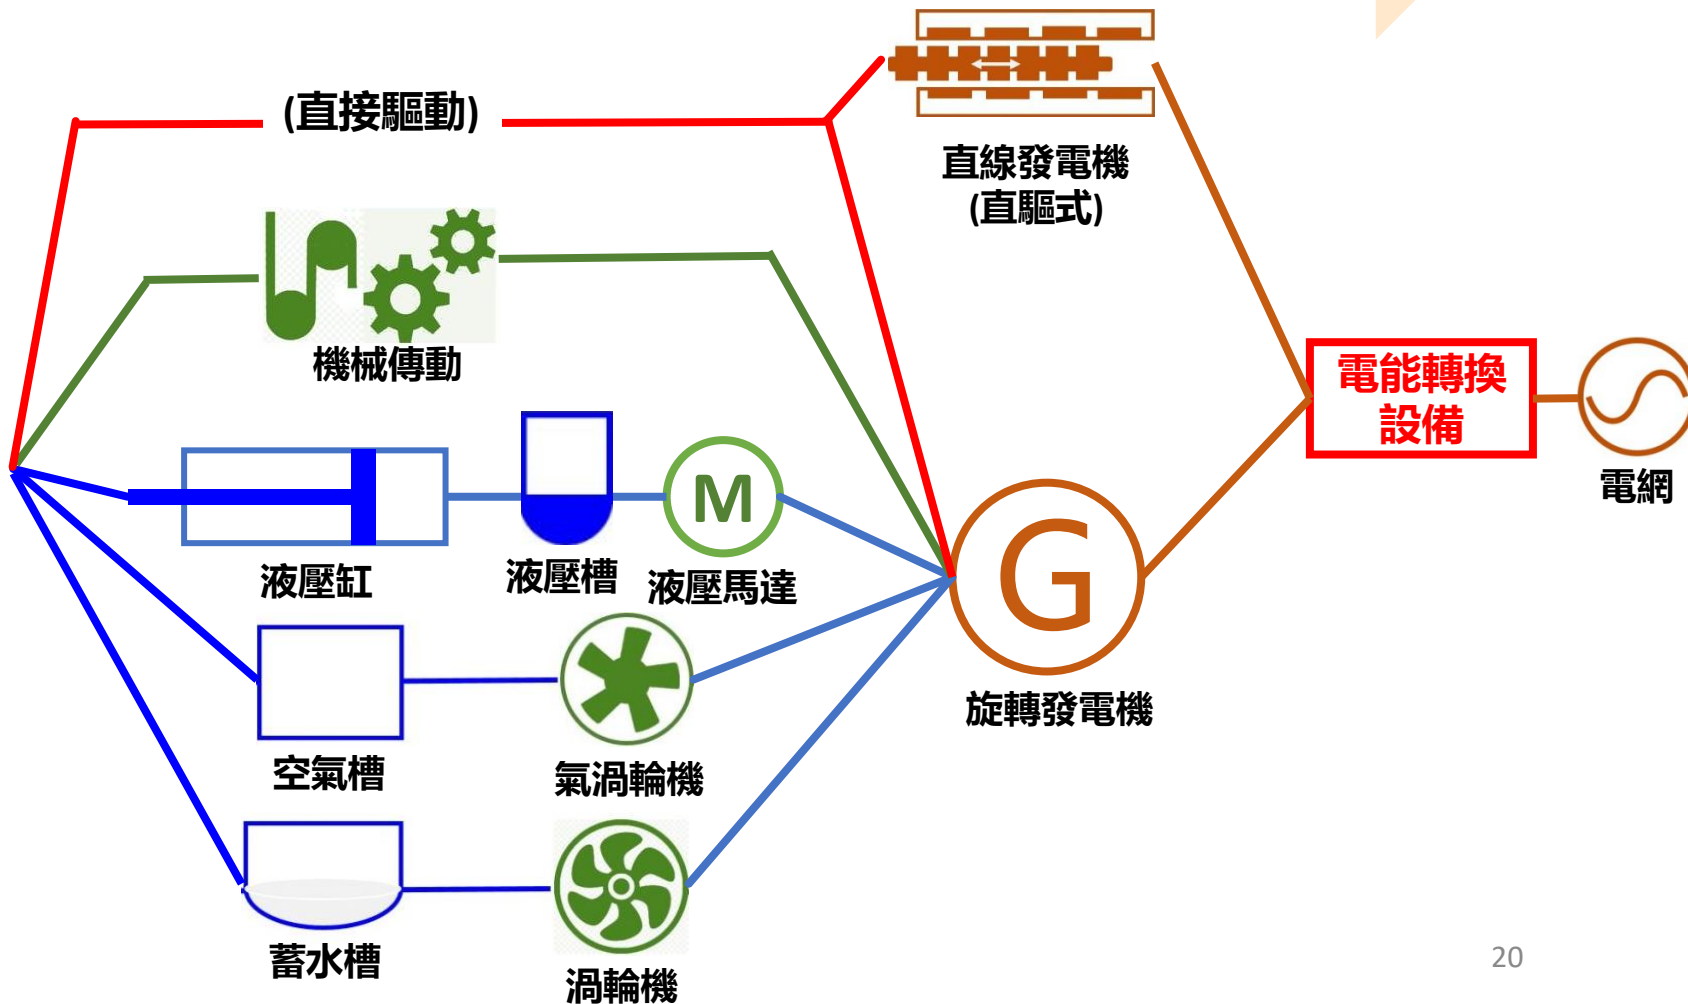 (直接驅動)
直線發電機
(直驅式)
機械傳動
電能轉換
設備
電網
M
液壓缸
液壓槽
液壓馬達
G
旋轉發電機
空氣槽
氣渦輪機
蓄水槽
渦輪機
20